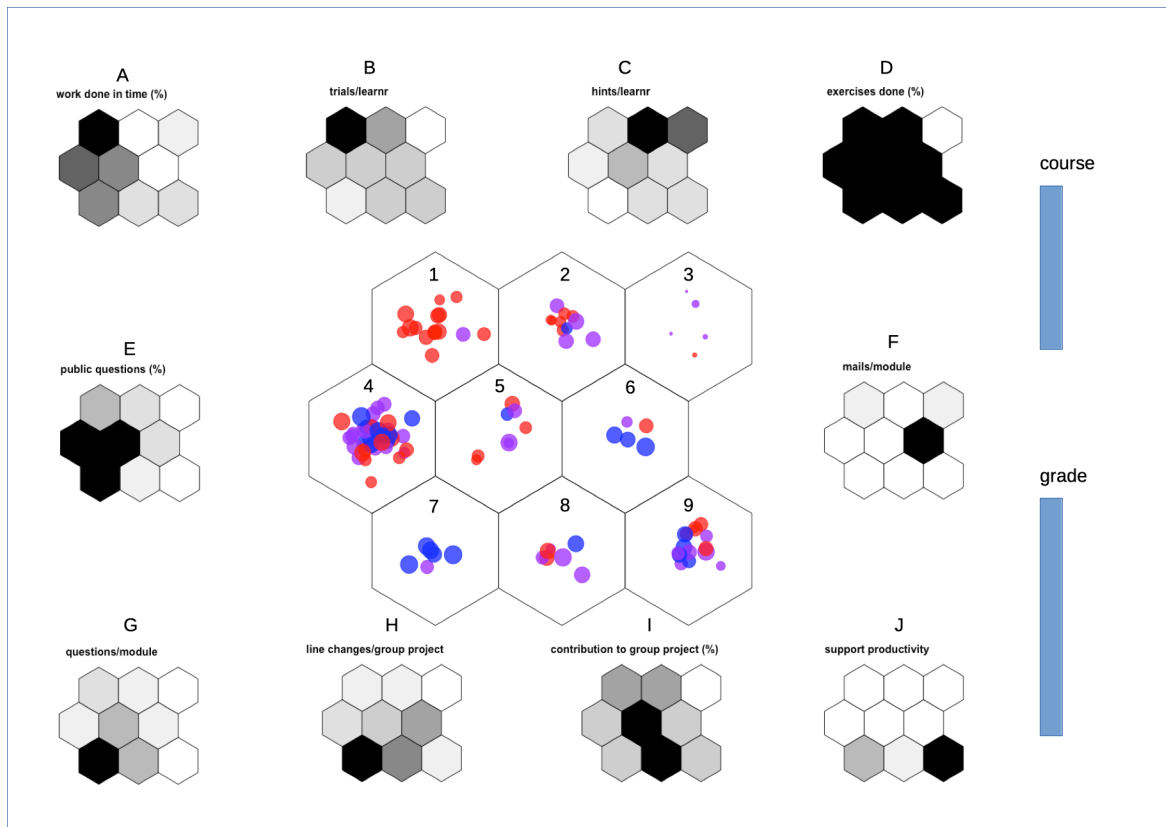 A
work done in time (%)
B
trials/learnr
C
hints/learnr
D
exercises done (%)
course
1
2
3
E
public questions (%)
F
mails/module
4
5
6
grade
7
8
9
G
questions/module
H
line changes/group project
I
contribution to group project (%)
J
support productivity